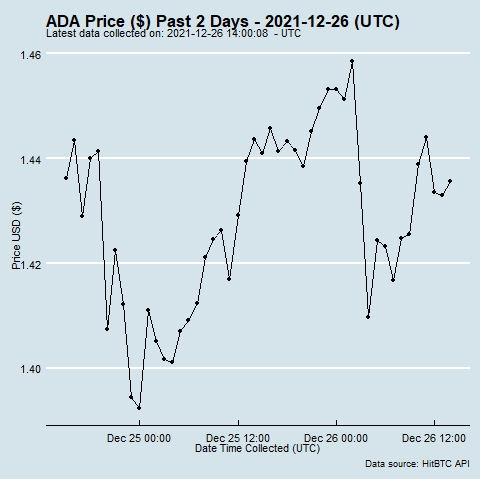 ADA Price ($) Past 2 Days - 2021-12-26 (UTC)
Latest data collected on: 2021-12-26 14:00:08  - UTC
1.46
1.44
1.42
1.40
Price USD ($)
Dec 25 00:00 Dec 25 12:00 Dec 26 00:00 Dec 26 12:00
Date Time Collected (UTC)
Data source: HitBTC API